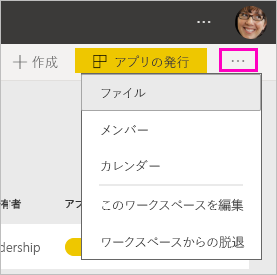 ...
作成
アプリの発行
...
ファイル
メンバー
カレンダー
有者
アプ
このワークスペースを編集
dership
ワークスペースからの脱退